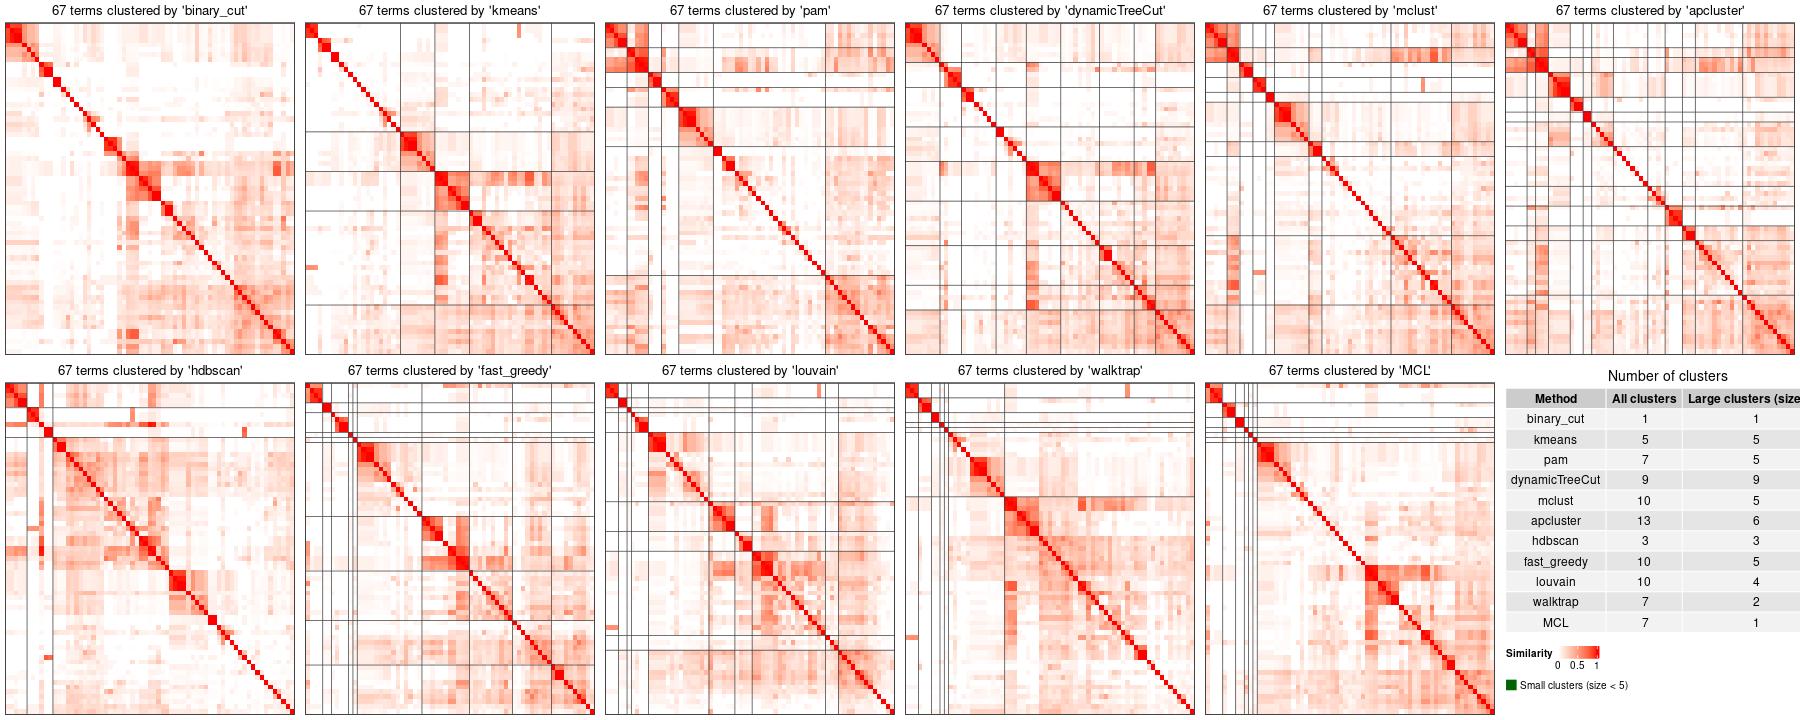 67 terms clustered by 'binary_cut'
67 terms clustered by 'kmeans'
67 terms clustered by 'pam'
67 terms clustered by 'dynamicTreeCut'
67 terms clustered by 'mclust'
67 terms clustered by 'apcluster'
67 terms clustered by 'hdbscan'
67 terms clustered by 'fast_greedy'
67 terms clustered by 'louvain'
67 terms clustered by 'walktrap'
67 terms clustered by 'MCL'
Number of clusters
Method All clusters Large clusters (size
binary_cut 1 1
kmeans 5 5
pam 7 5
dynamicTreeCut 9 9
mclust 10 5
apcluster 13 6
hdbscan 3 3
fast_greedy 10 5
louvain 10 4
walktrap 7 2
MCL 7 1
Similarity
0 0.5 1
Small clusters (size < 5)